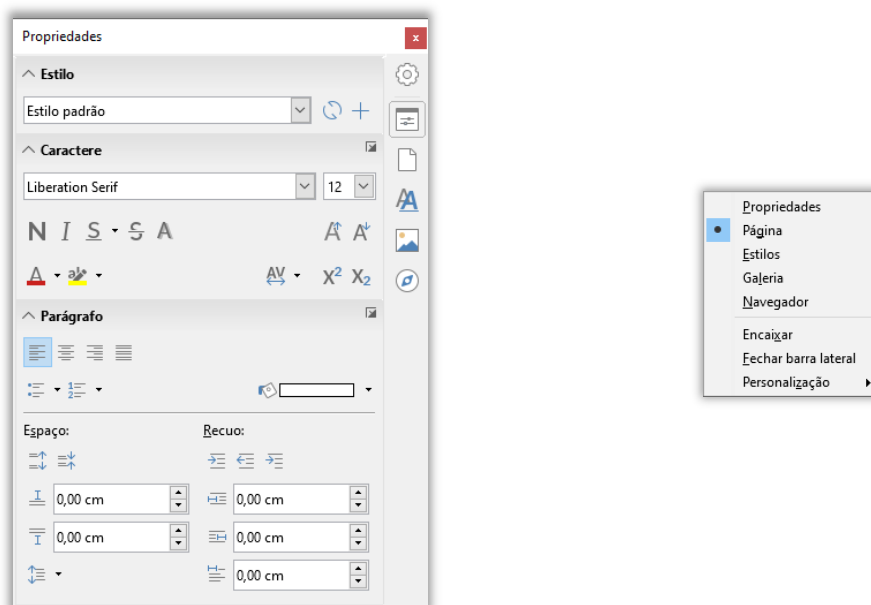 Propriedades
x
Estilo
Estilo padrão
Caractere
Liberation Serif 12
N I S S A A A
A ab AV X² X₂
Parágrafo
Espaço: Recuo:
0,00 cm 0,00 cm
0,00 cm 0,00 cm
0,00 cm
Propriedades
Página
Estilos
Galeria
Navegador
Encaixar
Fechar barra lateral
Personalização